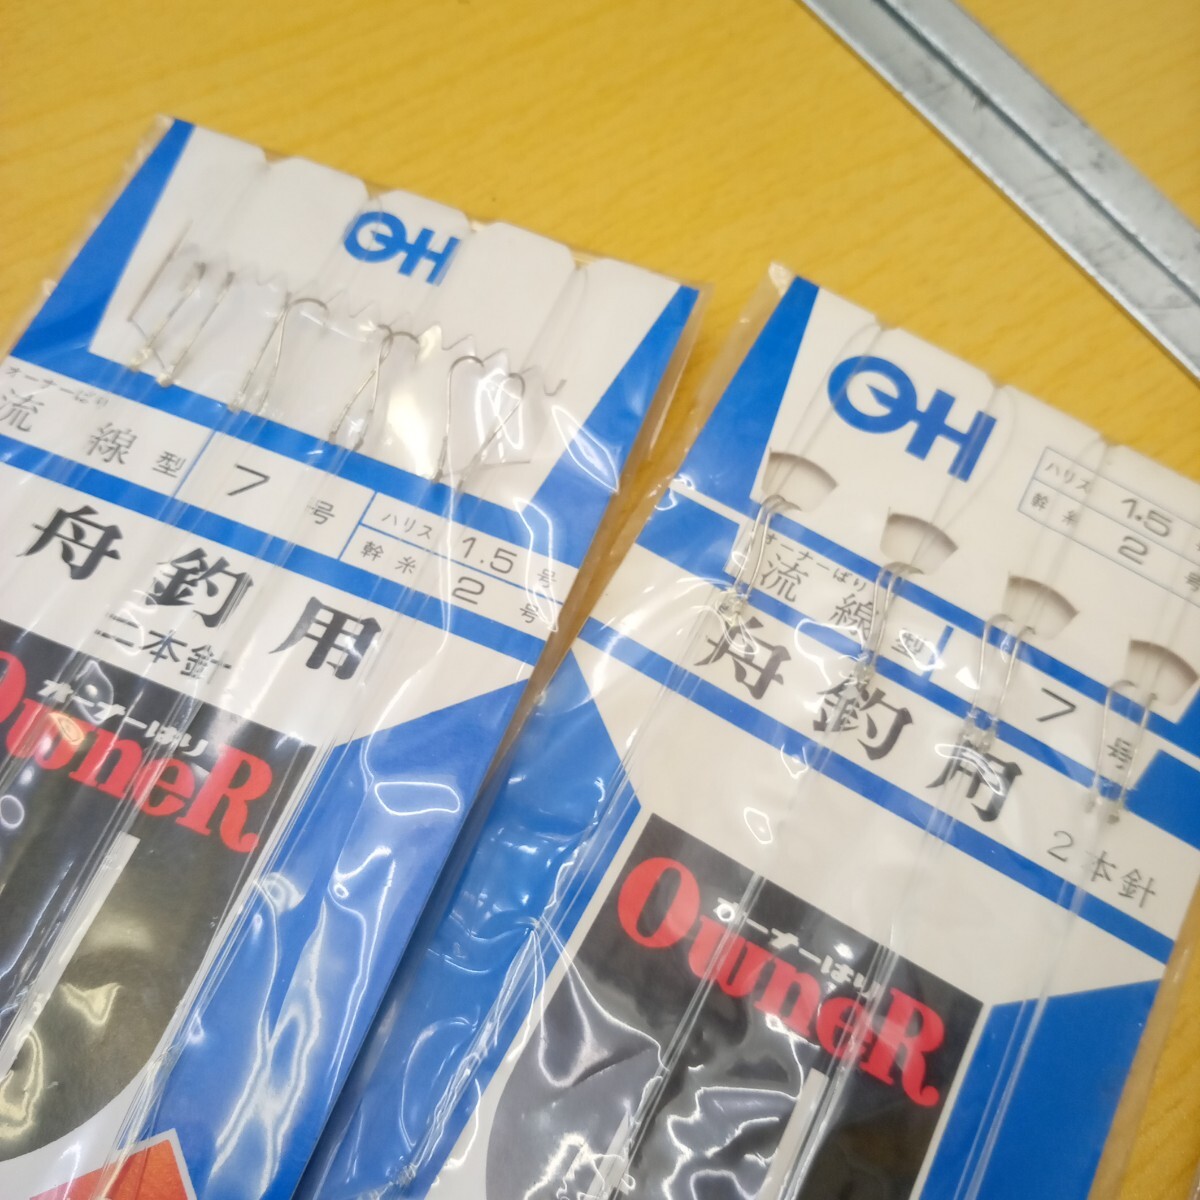 OH
オーナーばり
流線型 7号
ハリス 1.5号
幹糸 2号
舟釣用
二本針
オーナーばり
OwneR
OH
ハリス 1.5
幹糸 2号
オーナーばり
流線型 7号
舟釣用 2本針
オーナーばり
OwneR